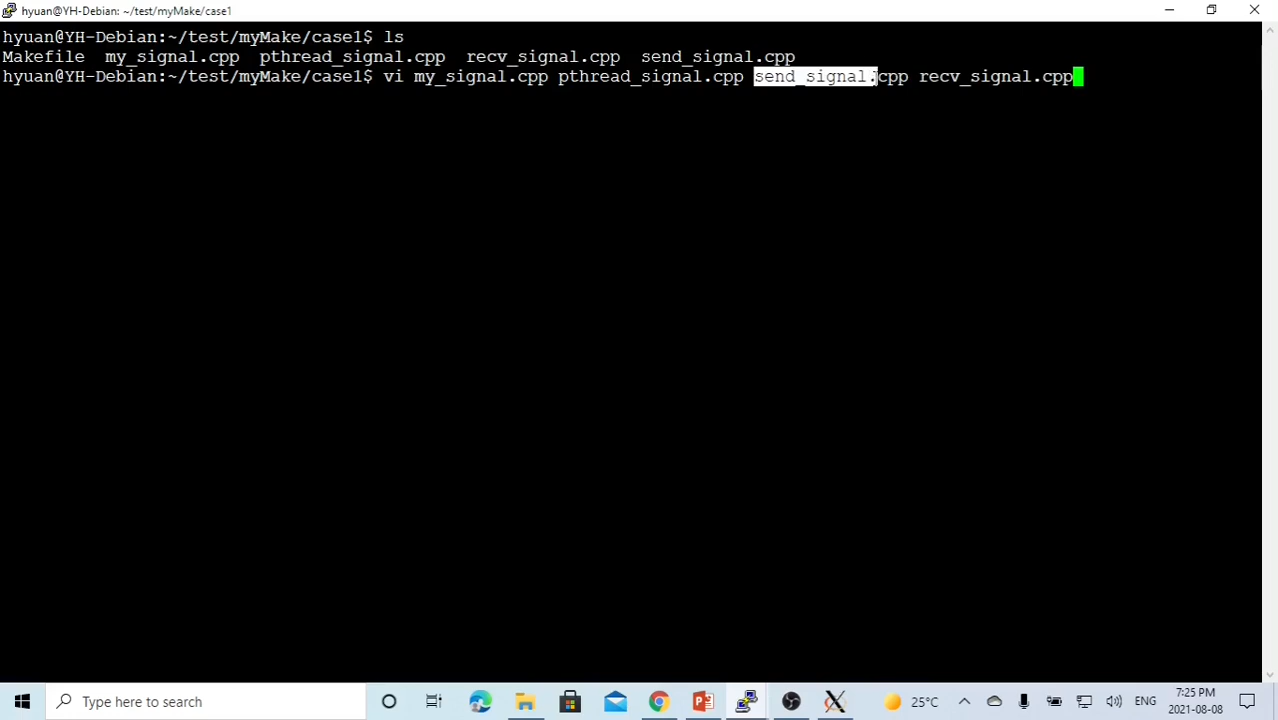 hyuan@YH-Debian: ~/test/myMake/case1
hyuan@YH-Debian:~/test/myMake/case1$ ls
Makefile  my_signal.cpp  pthread_signal.cpp  recv_signal.cpp  send_signal.cpp
hyuan@YH-Debian:~/test/myMake/case1$ vi my_signal.cpp pthread_signal.cpp send_signal.cpp recv_signal.cpp
Type here to search
25°C
ENG
7:25 PM
2021-08-08